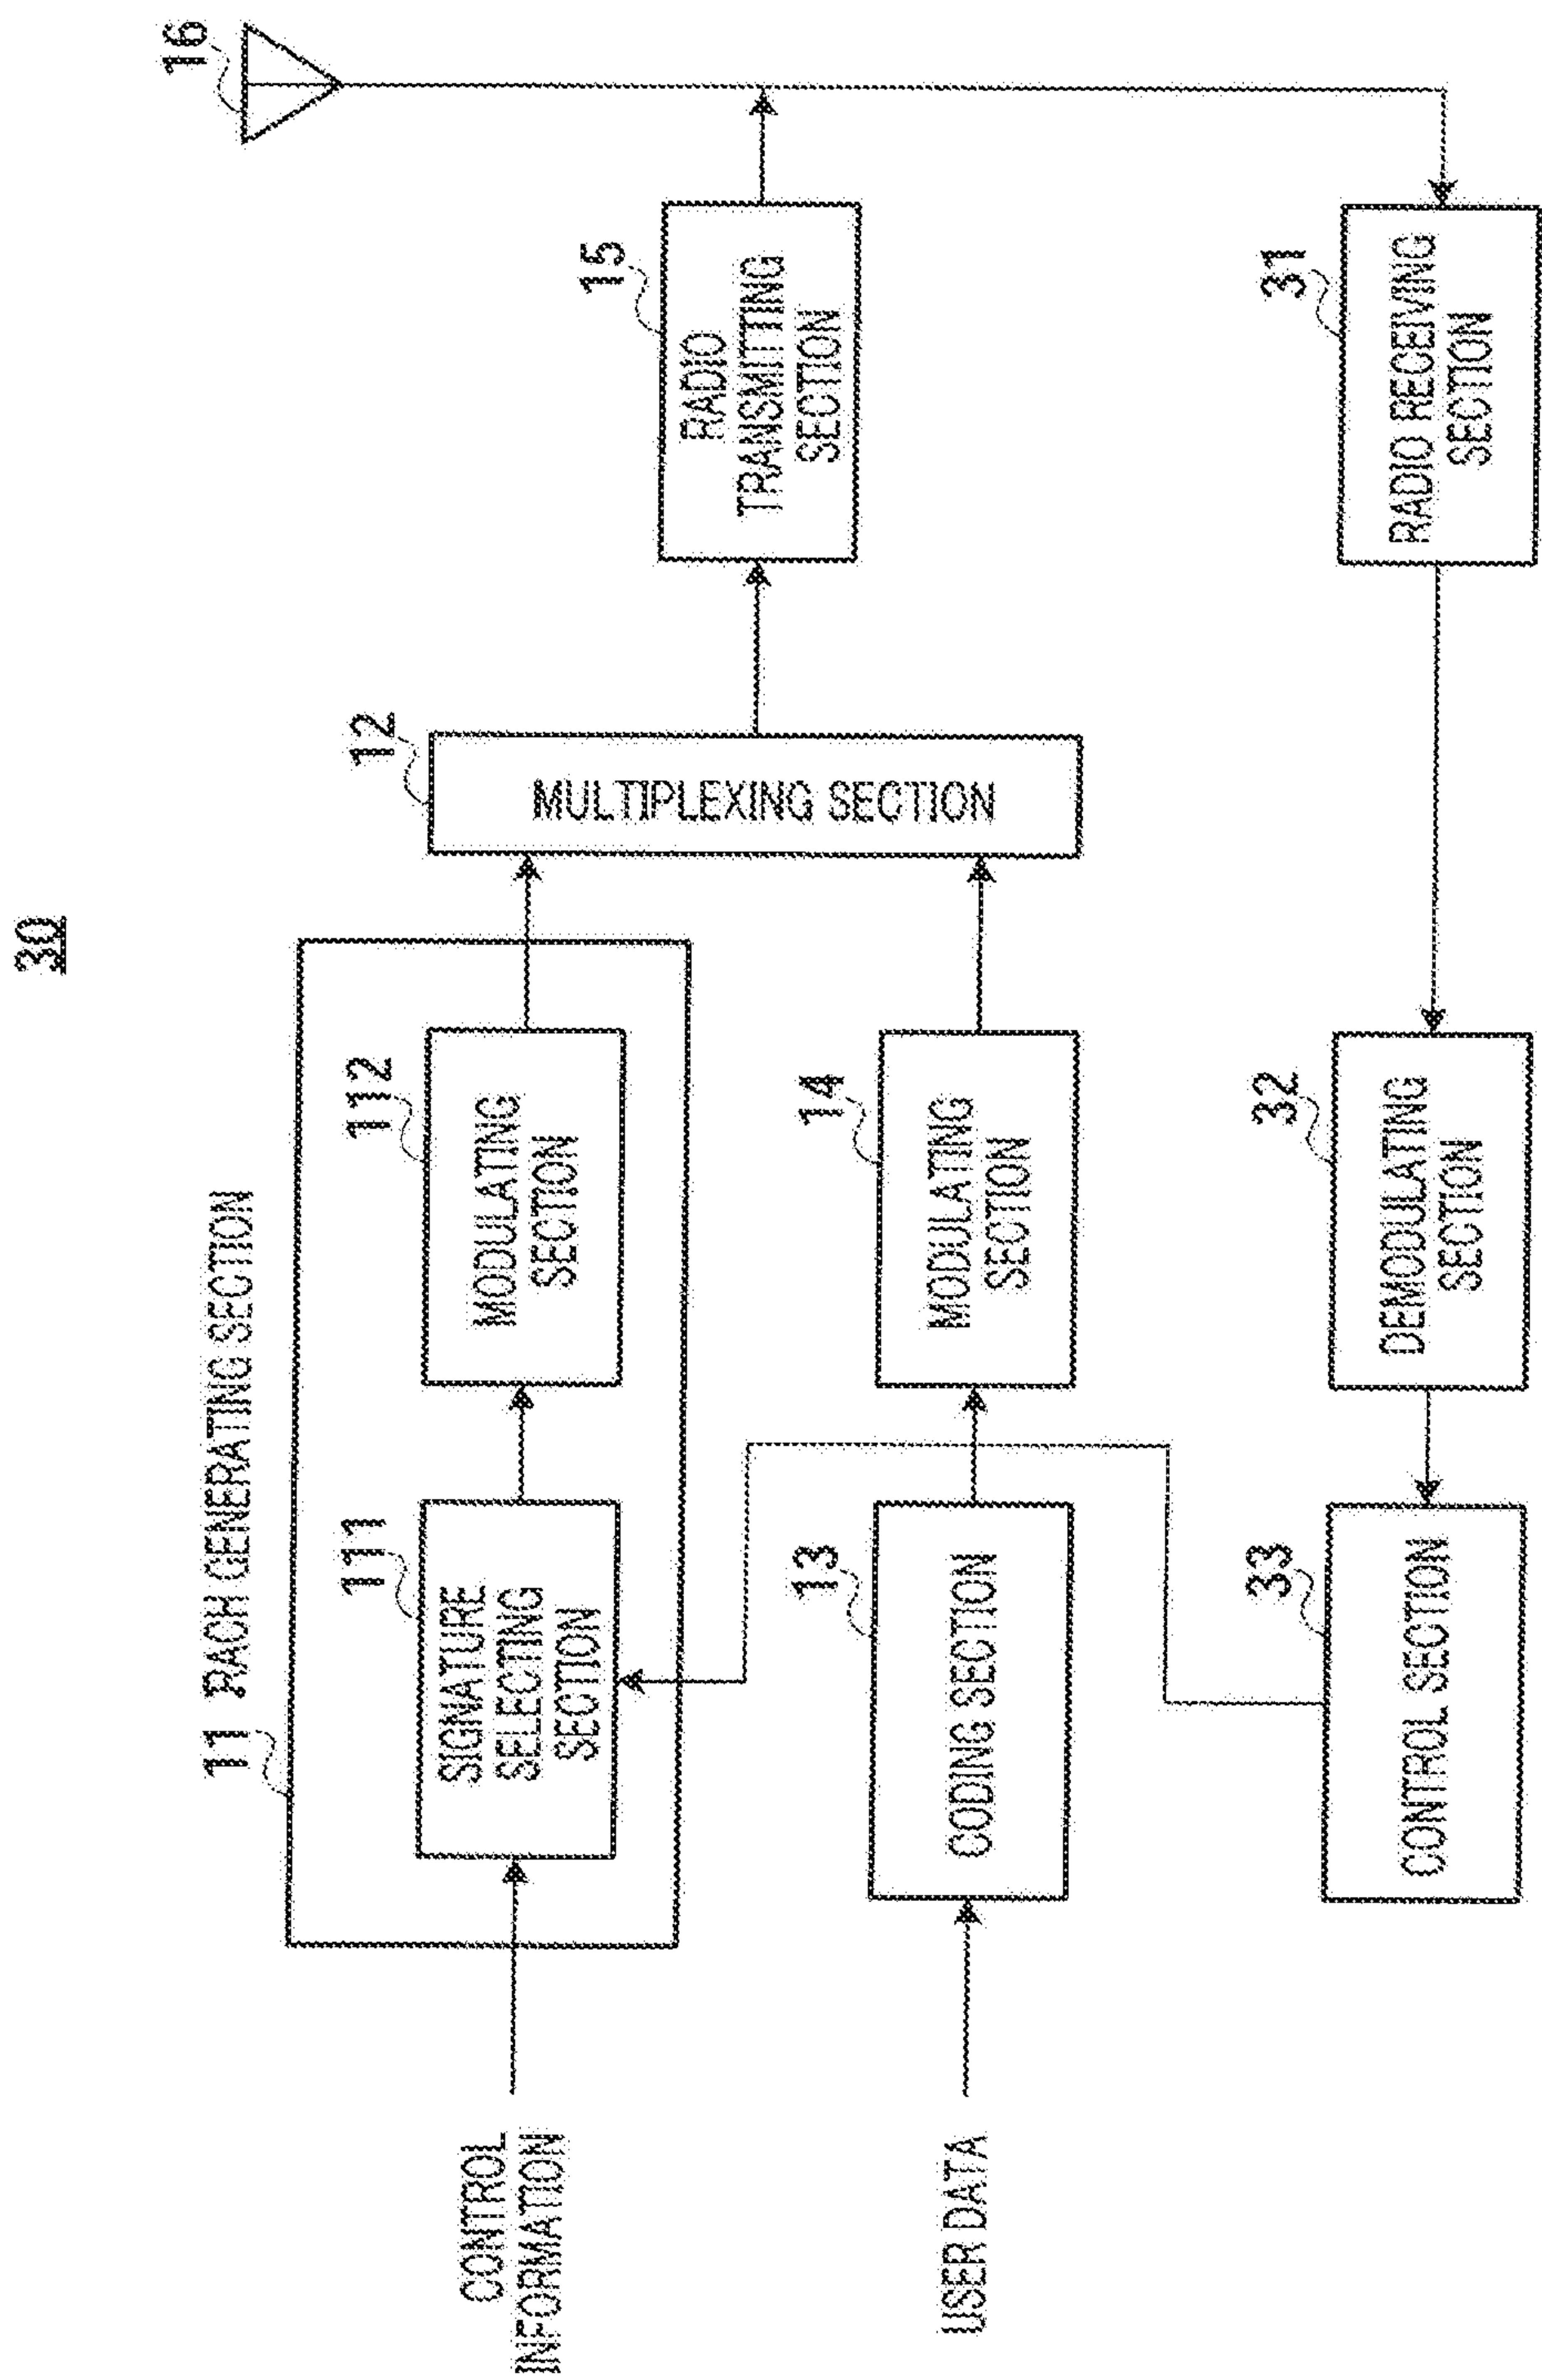 30
16
11 RACH GENERATING SECTION
111
112
12
15
CONTROL
INFORMATION
SIGNATURE
SELECTING
SECTION
MODULATING
SECTION
MULTIPLEXING SECTION
RADIO
TRANSMITTING
SECTION
13
14
USER DATA
CODING SECTION
MODULATING
SECTION
33
32
31
CONTROL SECTION
DEMODULATING
SECTION
RADIO RECEIVING
SECTION